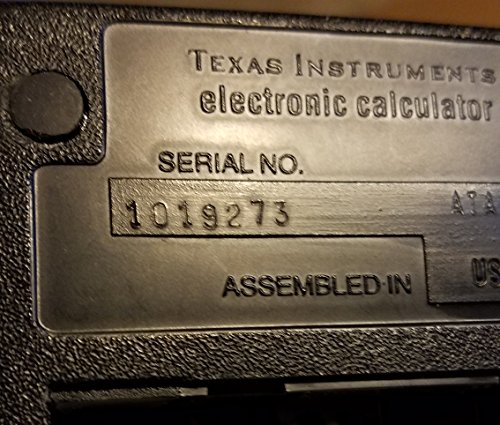 TEXAS INSTRUMENTS
electronic calculator
SERIAL NO.
1019273 ATA
ASSEMBLED IN US